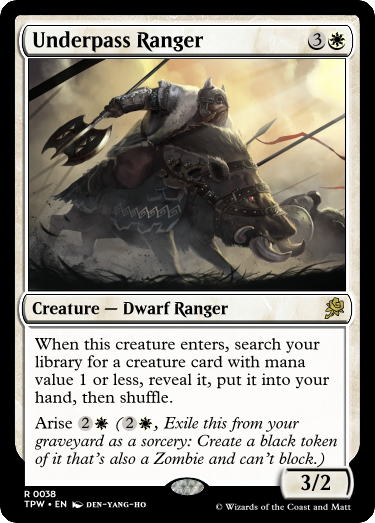 Underpass Ranger 3
Creature — Dwarf Ranger
When this creature enters, search your
library for a creature card with mana
value 1 or less, reveal it, put it into your
hand, then shuffle.
Arise 2 (2, Exile this from your
graveyard as a sorcery: Create a black token
of it that's also a Zombie and can't block.)
3/2
R 0038
TPW • EN DEN-YANG-HO
© Wizards of the Coast and Matt